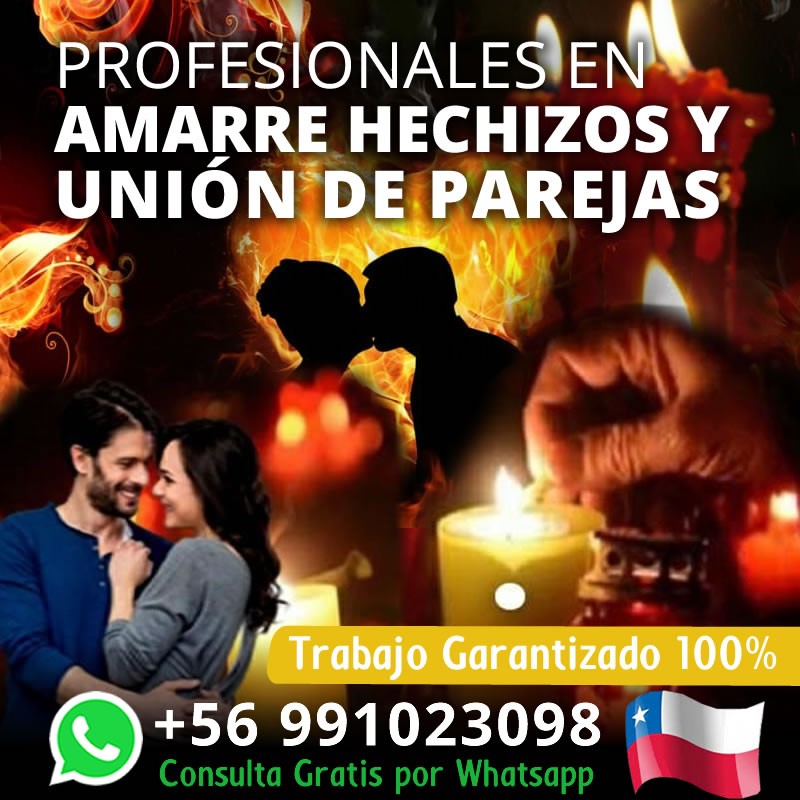 PROFESIONALES EN
AMARRE HECHIZOS Y
UNIÓN DE PAREJAS
Trabajo Garantizado 100%
+56 991023098
Consulta Gratis por Whatsapp